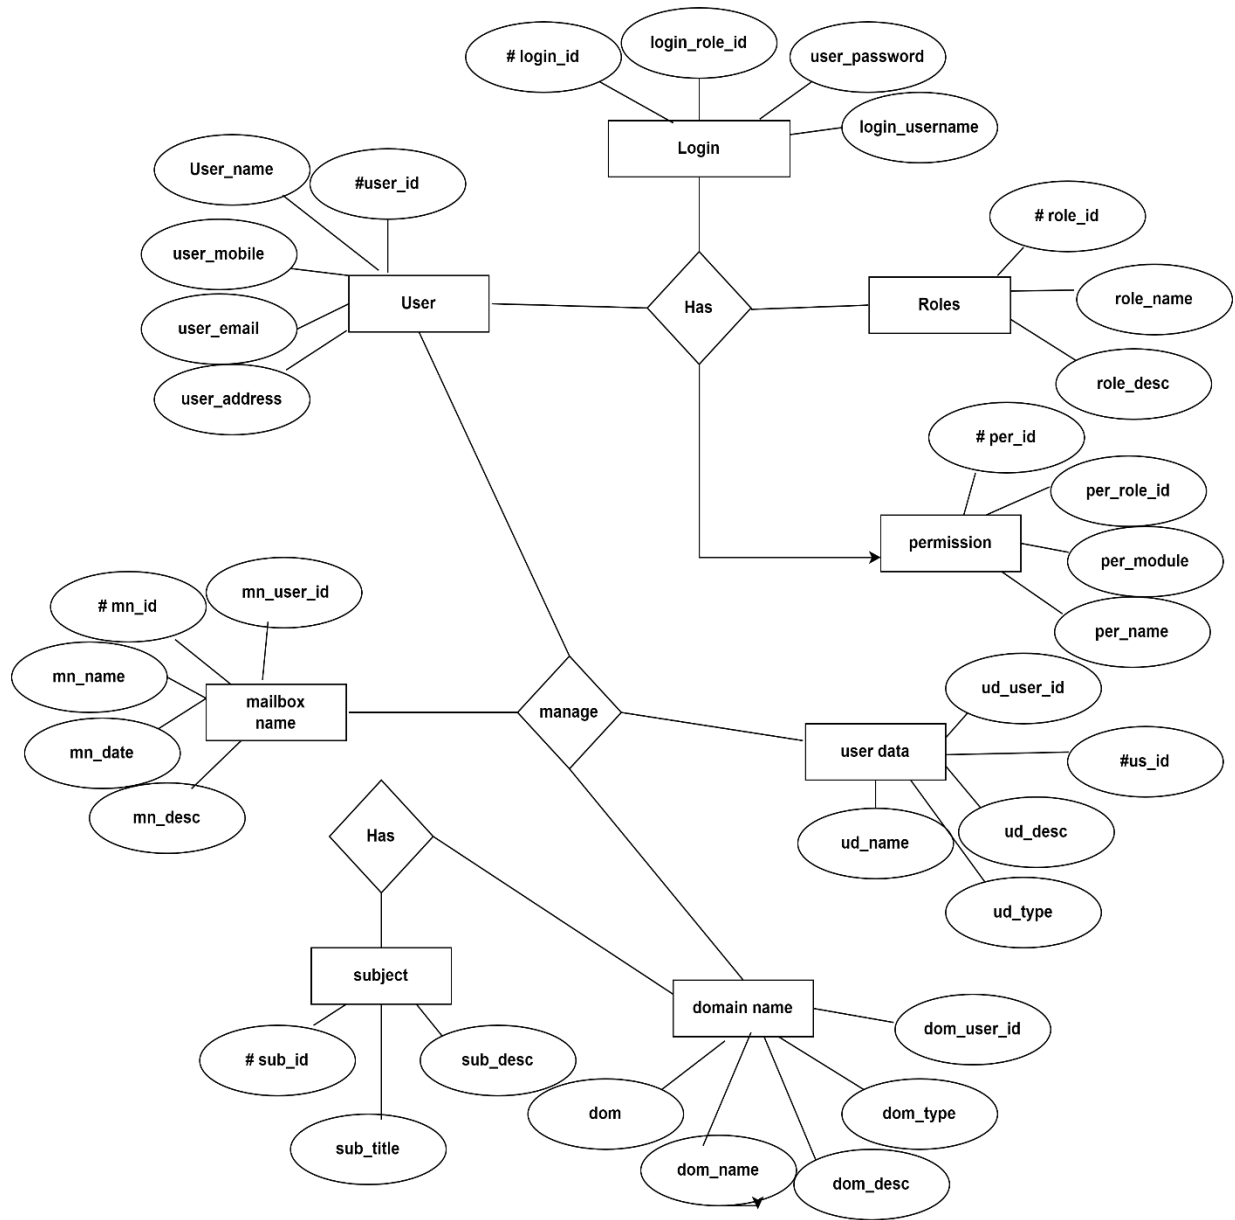 login_role_id
# login_id
user_password
login_username
Login
User_name
#user_id
# role_id
user_mobile
User
Has
Roles
role_name
user_email
role_desc
user_address
# per_id
per_role_id
permission
per_module
mn_user_id
# mn_id
per_name
mn_name
ud_user_id
mailbox
name
manage
mn_date
user data
#us_id
mn_desc
Has
ud_name
ud_desc
ud_type
subject
domain name
dom_user_id
# sub_id
sub_desc
dom
dom_type
sub_title
dom_name
dom_desc